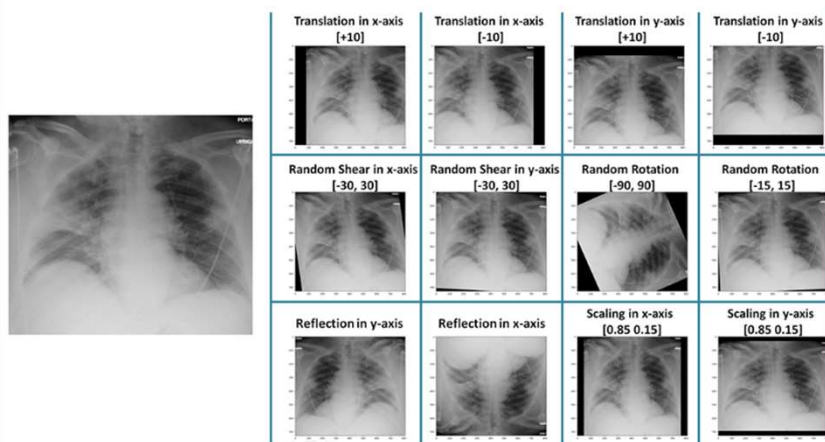 Translation in x-axis
[+10]
Translation in x-axis
[-10]
Translation in y-axis
[+10]
Translation in y-axis
[-10]
Random Shear in x-axis
[-30, 30]
Random Shear in y-axis
[-30, 30]
Random Rotation
[-90, 90]
Random Rotation
[-15, 15]
Reflection in y-axis
Reflection in x-axis
Scaling in x-axis
[0.85 0.15]
Scaling in y-axis
[0.85 0.15]